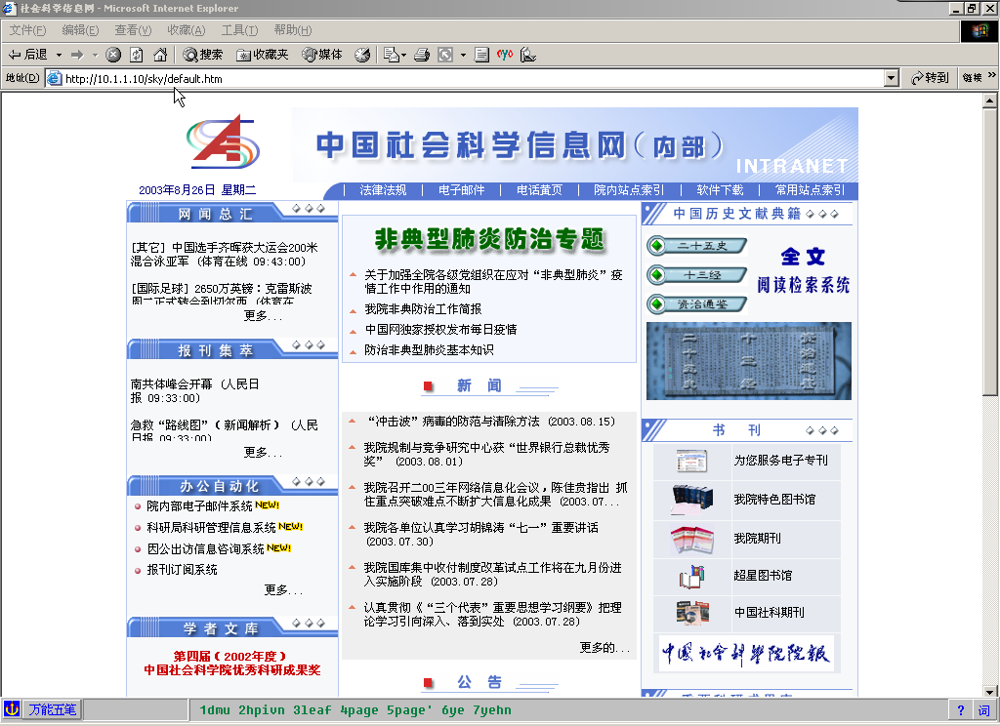 社会科学信息网 - Microsoft Internet Explorer
文件(F) 编辑(E) 查看(V) 收藏(A) 工具(T) 帮助(H)
后退 搜索 收藏夹 媒体
地址(D) http://10.1.1.10/sky/default.htm 转到 链接 »
中国社会科学信息网(内部)
INTRANET
2003年8月26日 星期二
| 法律法规 | 电子邮件 | 电话黄页 | 院内站点索引 | 软件下载 | 常用站点索引
网闻总汇
[其它] 中国选手齐晖获大运会200米
混合泳亚军 (体育在线 09:43:00)
[国际足球] 2650万英镑：克雷斯波
周二正式转会到切尔西 (体育在
更多...
报刊集萃
南共体峰会开幕 (人民日
报 09:33:00)
急救“路线图”(新闻解析) (人民
日报 09:33:00)
更多...
办公自动化
院内部电子邮件系统 NEW!
科研局科研管理信息系统 NEW!
因公出访信息咨询系统 NEW!
报刊订阅系统
更多...
学者文库
第四届(2002年度)
中国社会科学院优秀科研成果奖
非典型肺炎防治专题
关于加强全院各级党组织在应对“非典型肺炎”疫
情工作中作用的通知
我院非典防治工作简报
中国网独家授权发布每日疫情
防治非典型肺炎基本知识
新闻
“冲击波”病毒的防范与清除方法 (2003.08.15)
我院规制与竞争研究中心获“世界银行总裁优秀
奖” (2003.08.01)
我院召开二00三年网络信息化会议，陈佳贵指出 抓
住重点突破难点不断扩大信息化成果 (2003.07...
我院各单位认真学习胡锦涛“七一”重要讲话
(2003.07.30)
我院国库集中收付制度改革试点工作将在九月份进
入实施阶段 (2003.07.28)
认真贯彻《“三个代表”重要思想学习纲要》把理
论学习引向深入、落到实处 (2003.07.28)
更多的...
公告
中国历史文献典籍
二十五史
十三经
资治通鉴
全文
阅读检索系统
二十五史 十三经 资治通鉴
书刊
为您服务电子专刊
我院特色图书馆
我院期刊
超星图书馆
中国社科期刊
中国社会科学院院报
万能五笔 1dmu 2hpivn 3leaf 4page 5page' 6ye 7yehn ? 词